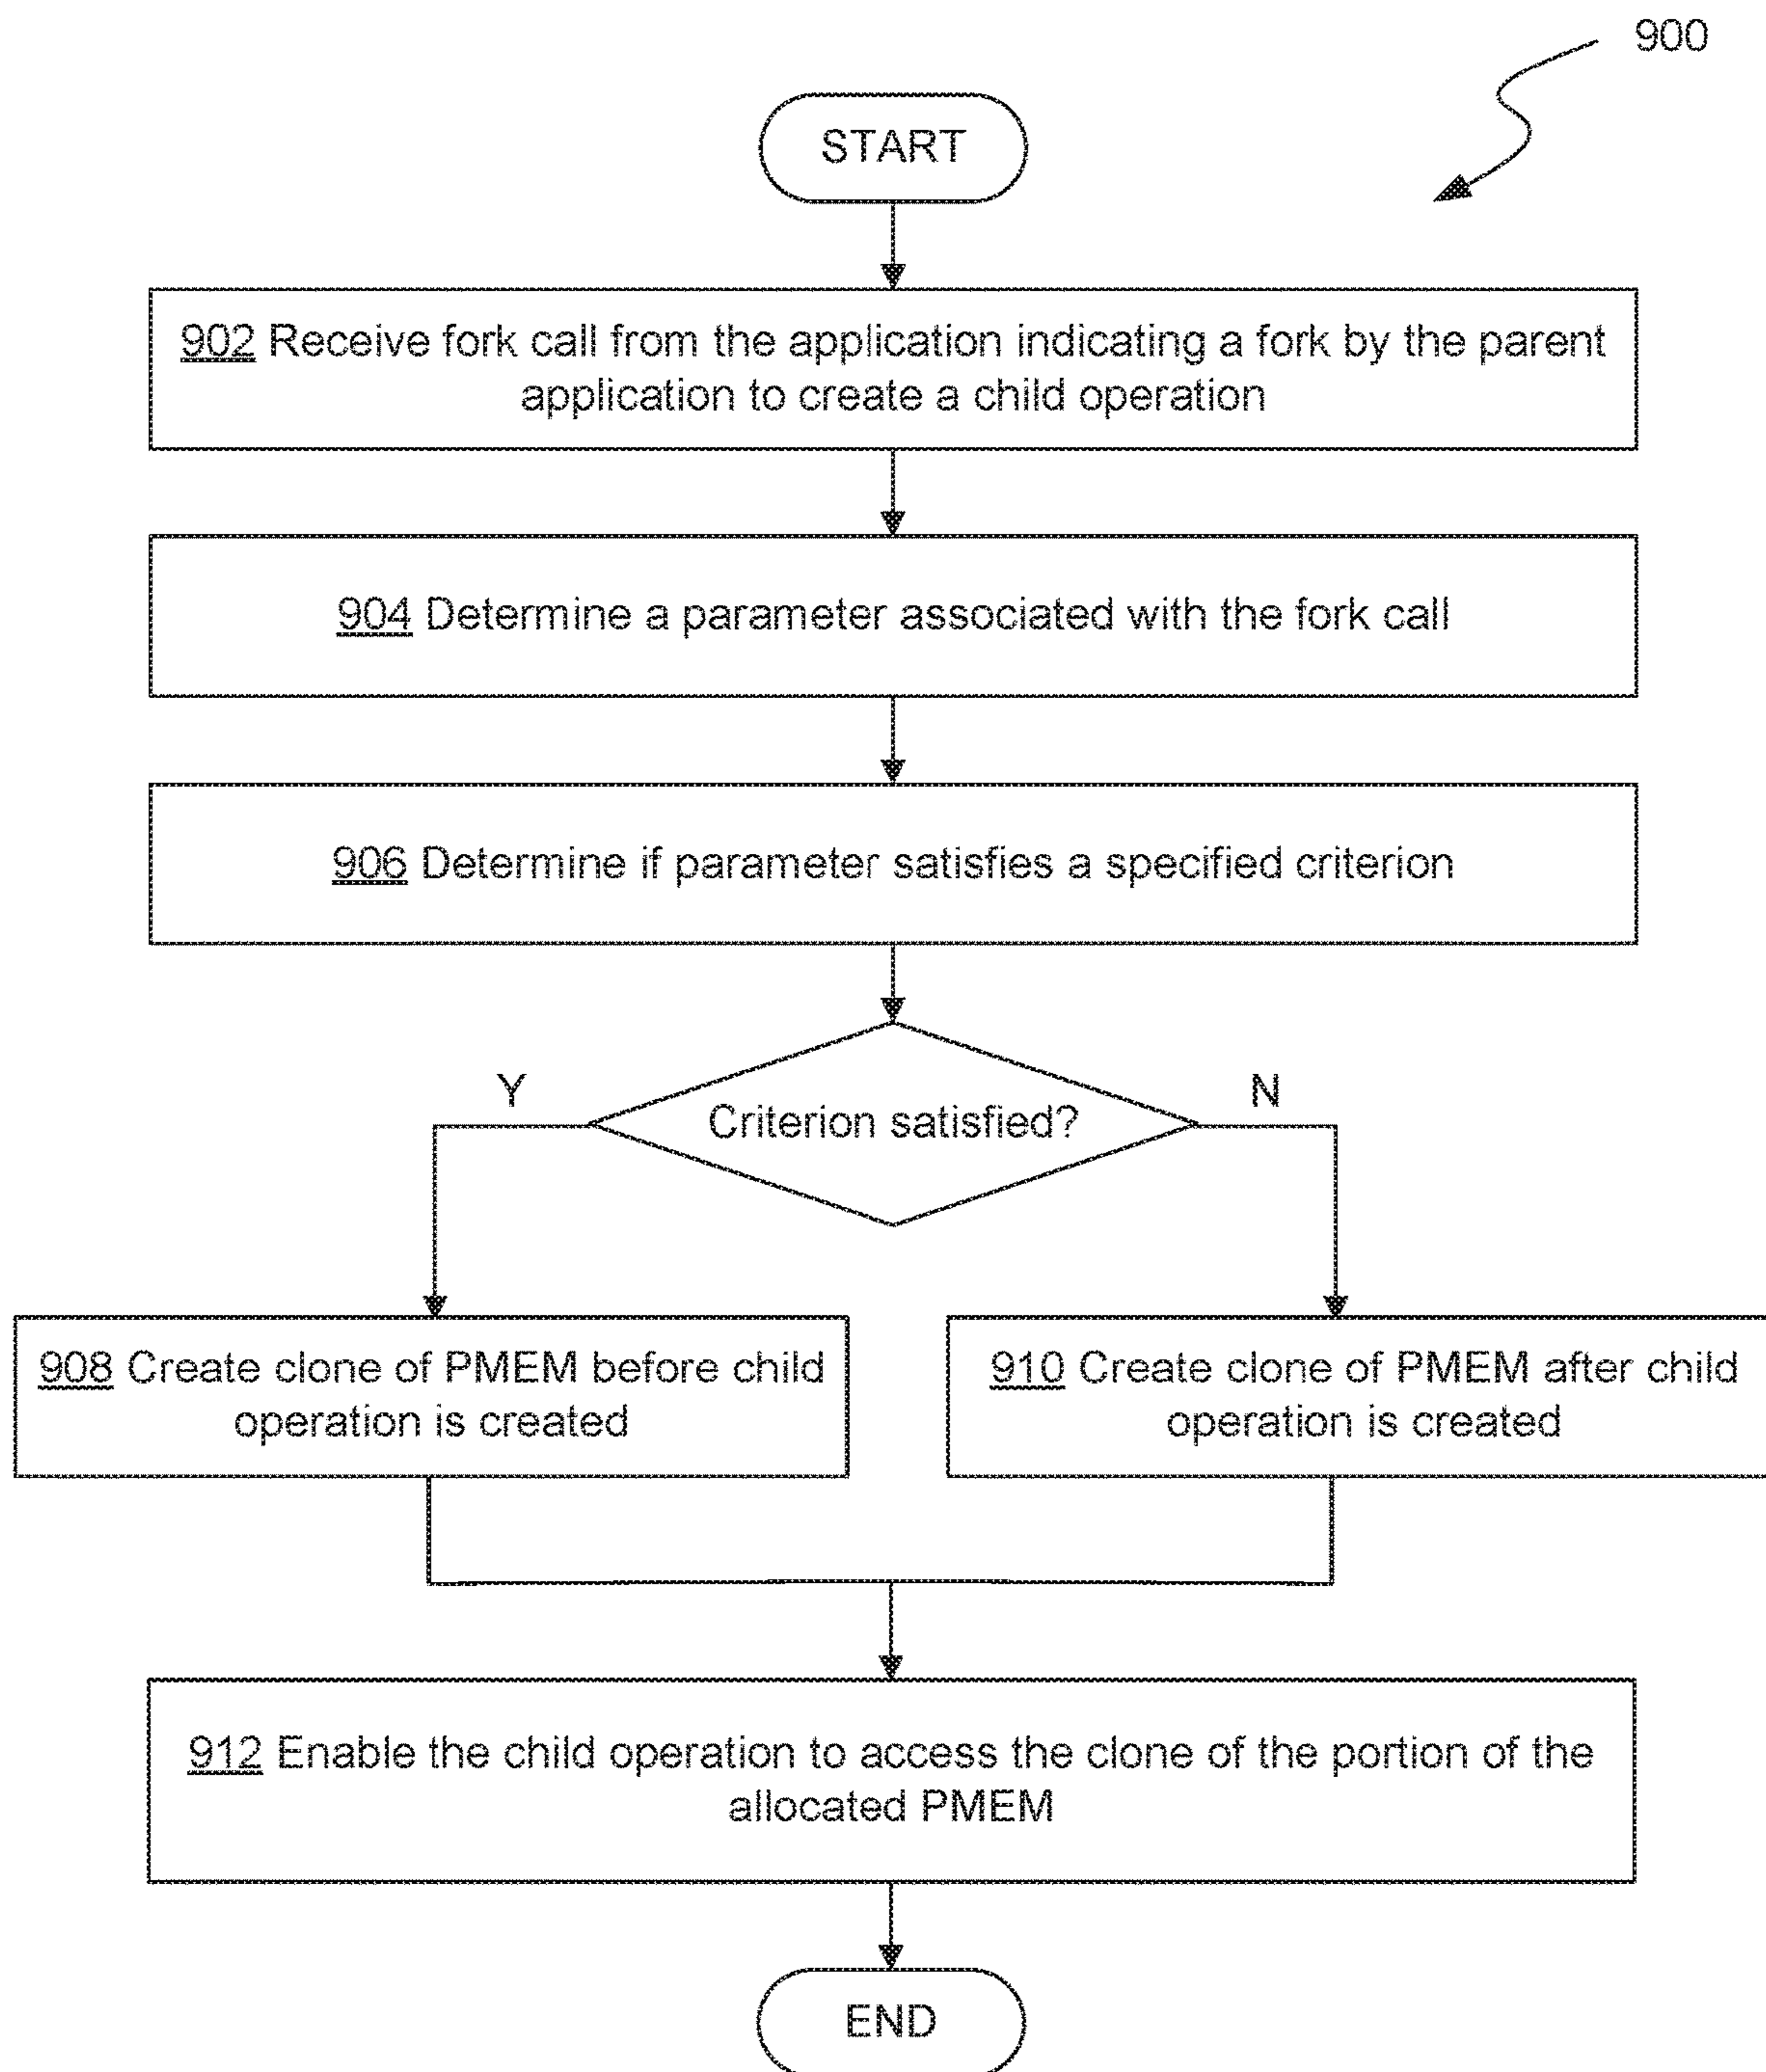 900
START
902 Receive fork call from the application indicating a fork by the parent
application to create a child operation
904 Determine a parameter associated with the fork call
906 Determine if parameter satisfies a specified criterion
Criterion satisfied?
Y
N
908 Create clone of PMEM before child
operation is created
910 Create clone of PMEM after child
operation is created
912 Enable the child operation to access the clone of the portion of the
allocated PMEM
END